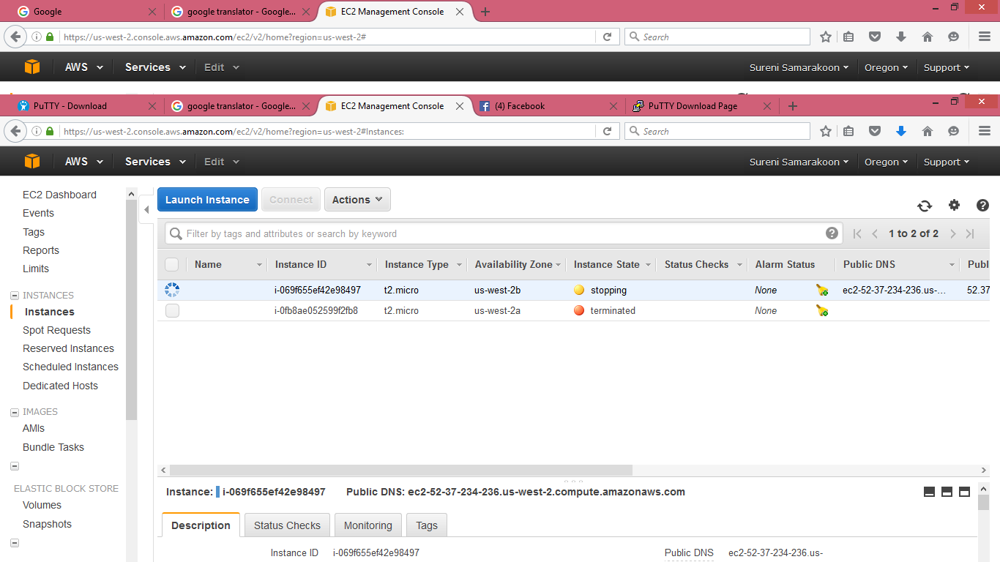 Google
google translator - Google...
EC2 Management Console
https://us-west-2.console.aws.amazon.com/ec2/v2/home?region=us-west-2#
Search
AWS Services Edit Sureni Samarakoon Oregon Support
PuTTY - Download
google translator - Google...
EC2 Management Console
(4) Facebook
PuTTY Download Page
https://us-west-2.console.aws.amazon.com/ec2/v2/home?region=us-west-2#Instances:
Search
AWS Services Edit Sureni Samarakoon Oregon Support
EC2 Dashboard
Events
Tags
Reports
Limits
INSTANCES
Instances
Spot Requests
Reserved Instances
Scheduled Instances
Dedicated Hosts
IMAGES
AMIs
Bundle Tasks
ELASTIC BLOCK STORE
Volumes
Snapshots
Launch Instance Connect Actions
Filter by tags and attributes or search by keyword
1 to 2 of 2
Name Instance ID Instance Type Availability Zone Instance State Status Checks Alarm Status Public DNS Publ
i-069f655ef42e98497 t2.micro us-west-2b stopping None ec2-52-37-234-236.us-... 52.37
i-0fb8ae052599f2fb8 t2.micro us-west-2a terminated None
Instance: i-069f655ef42e98497 Public DNS: ec2-52-37-234-236.us-west-2.compute.amazonaws.com
Description Status Checks Monitoring Tags
Instance ID i-069f655ef42e98497 Public DNS ec2-52-37-234-236.us-